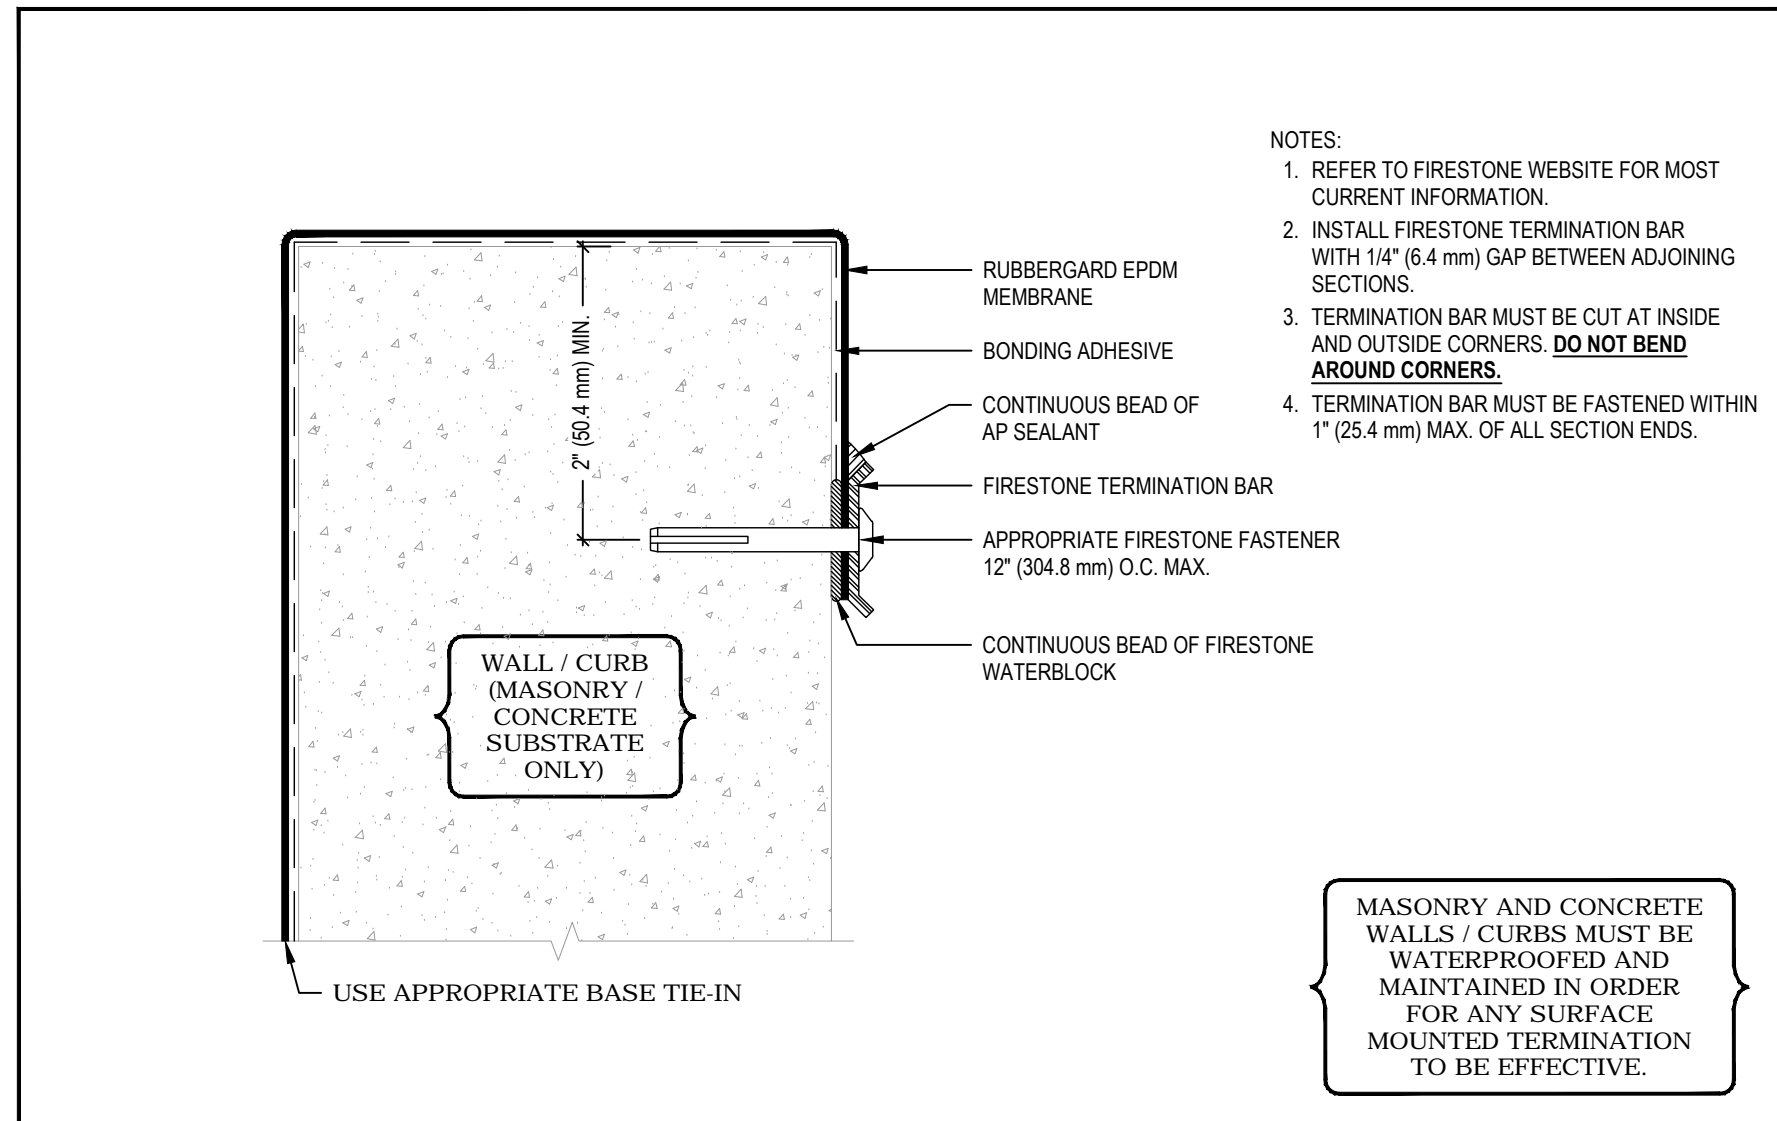 NOTES:
1. REFER TO FIRESTONE WEBSITE FOR MOST
CURRENT INFORMATION.
2. INSTALL FIRESTONE TERMINATION BAR
WITH 1/4" (6.4 mm) GAP BETWEEN ADJOINING
SECTIONS.
3. TERMINATION BAR MUST BE CUT AT INSIDE
AND OUTSIDE CORNERS. DO NOT BEND
AROUND CORNERS.
4. TERMINATION BAR MUST BE FASTENED WITHIN
1" (25.4 mm) MAX. OF ALL SECTION ENDS.
RUBBERGARD EPDM
MEMBRANE
BONDING ADHESIVE
CONTINUOUS BEAD OF
AP SEALANT
FIRESTONE TERMINATION BAR
APPROPRIATE FIRESTONE FASTENER
12" (304.8 mm) O.C. MAX.
CONTINUOUS BEAD OF FIRESTONE
WATERBLOCK
2" (50.4 mm) MIN.
WALL / CURB
(MASONRY /
CONCRETE
SUBSTRATE
ONLY)
USE APPROPRIATE BASE TIE-IN
MASONRY AND CONCRETE
WALLS / CURBS MUST BE
WATERPROOFED AND
MAINTAINED IN ORDER
FOR ANY SURFACE
MOUNTED TERMINATION
TO BE EFFECTIVE.